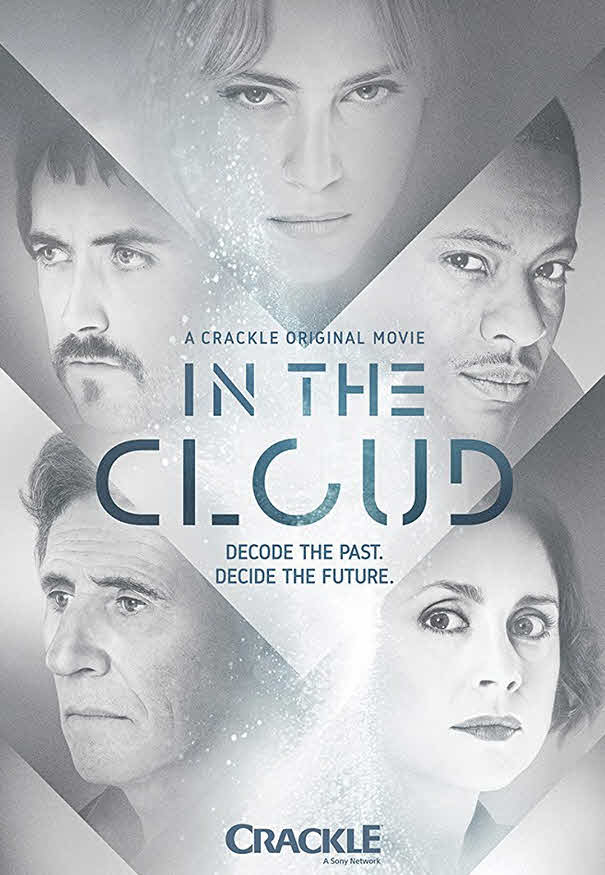 A CRACKLE ORIGINAL MOVIE
IN THE
CLOUD
DECODE THE PAST.
DECIDE THE FUTURE.
CRACKLE
A Sony Network